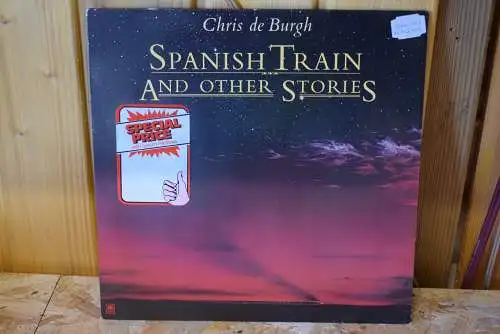 Chris de Burgh
SPANISH TRAIN
AND OTHER STORIES
SPECIAL
PRICE